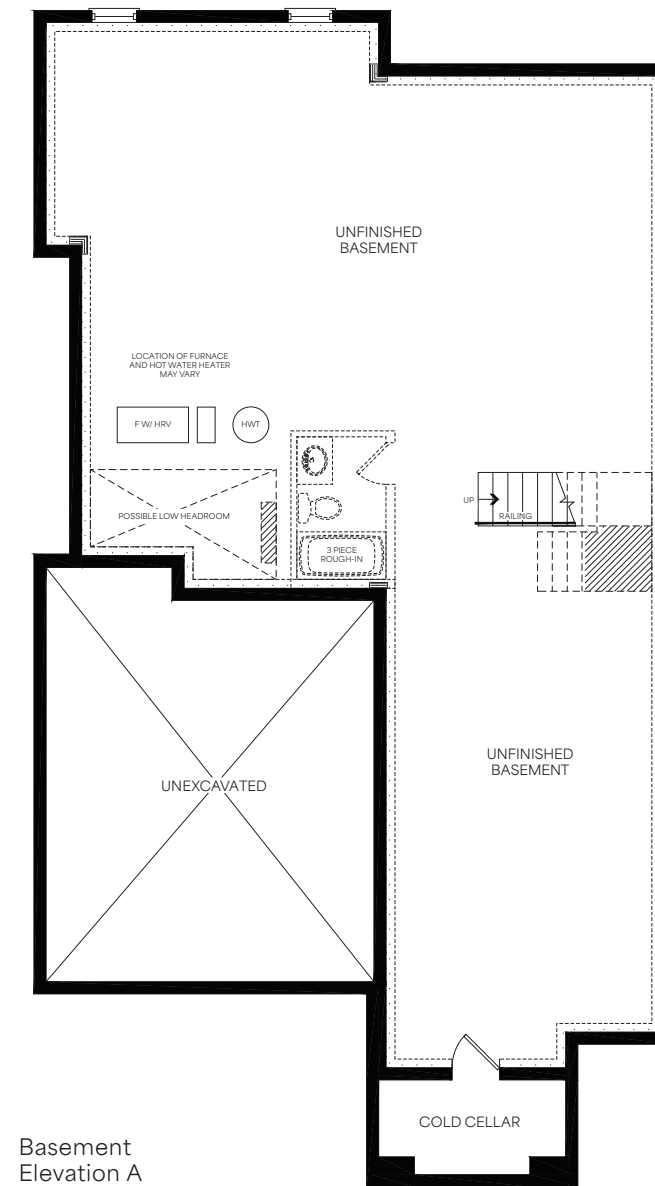 UNFINISHED
BASEMENT
LOCATION OF FURNACE
AND HOT WATER HEATER
MAY VARY
F W/ HRV
HWT
UP
RAILING
POSSIBLE LOW HEADROOM
3 PIECE
ROUGH-IN
UNFINISHED
BASEMENT
UNEXCAVATED
COLD CELLAR
Basement
Elevation A